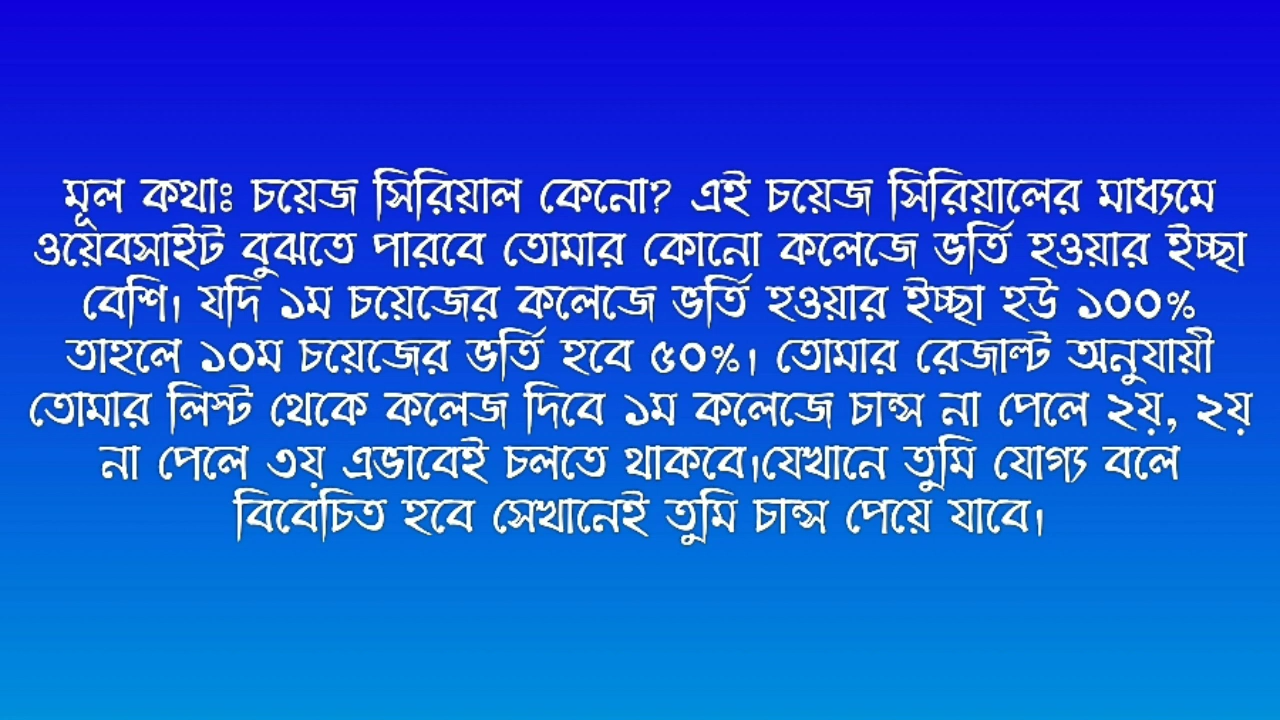 মূল কথাঃ চয়েজ সিরিয়াল কেনো? এই চয়েজ সিরিয়ালের মাধ্যমে
ওয়েবসাইট বুঝতে পারবে তোমার কোনো কলেজে ভর্তি হওয়ার ইচ্ছা
বেশি। যদি ১ম চয়েজের কলেজে ভর্তি হওয়ার ইচ্ছা হউ ১০০%
তাহলে ১০ম চয়েজের ভর্তি হবে ৫০%। তোমার রেজাল্ট অনুযায়ী
তোমার লিস্ট থেকে কলেজ দিবে ১ম কলেজে চান্স না পেলে ২য়, ২য়
না পেলে ৩য় এভাবেই চলতে থাকবে।যেখানে তুমি যোগ্য বলে
বিবেচিত হবে সেখানেই তুমি চান্স পেয়ে যাবে।